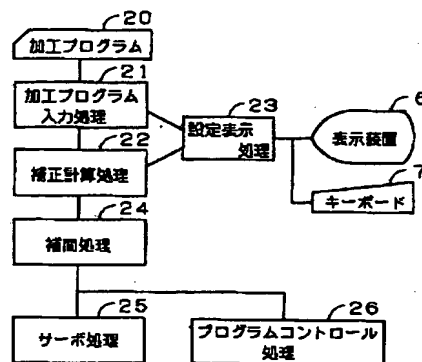 20
加工プログラム
21
加工プログラム
入力処理
22
補正計算処理
23
設定表示
処理
6
表示装置
7
キーボード
24
補間処理
25
サーボ処理
26
プログラムコントロール
処理